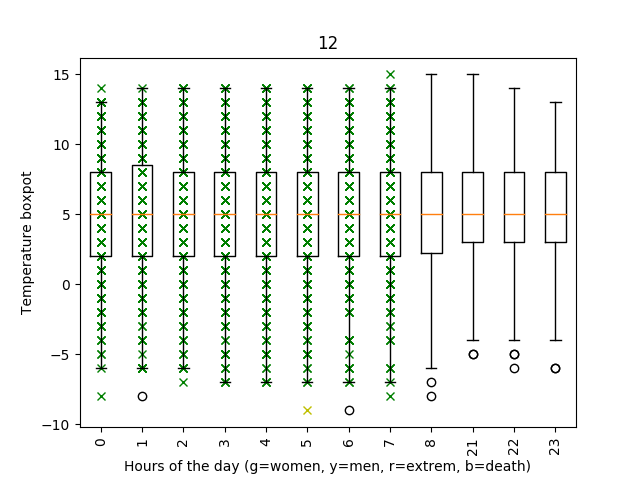 12
Temperature boxpot
15
10
5
0
−5
−10
0 1 2 3 4 5 6 7 8 21 22 23
Hours of the day (g=women, y=men, r=extrem, b=death)